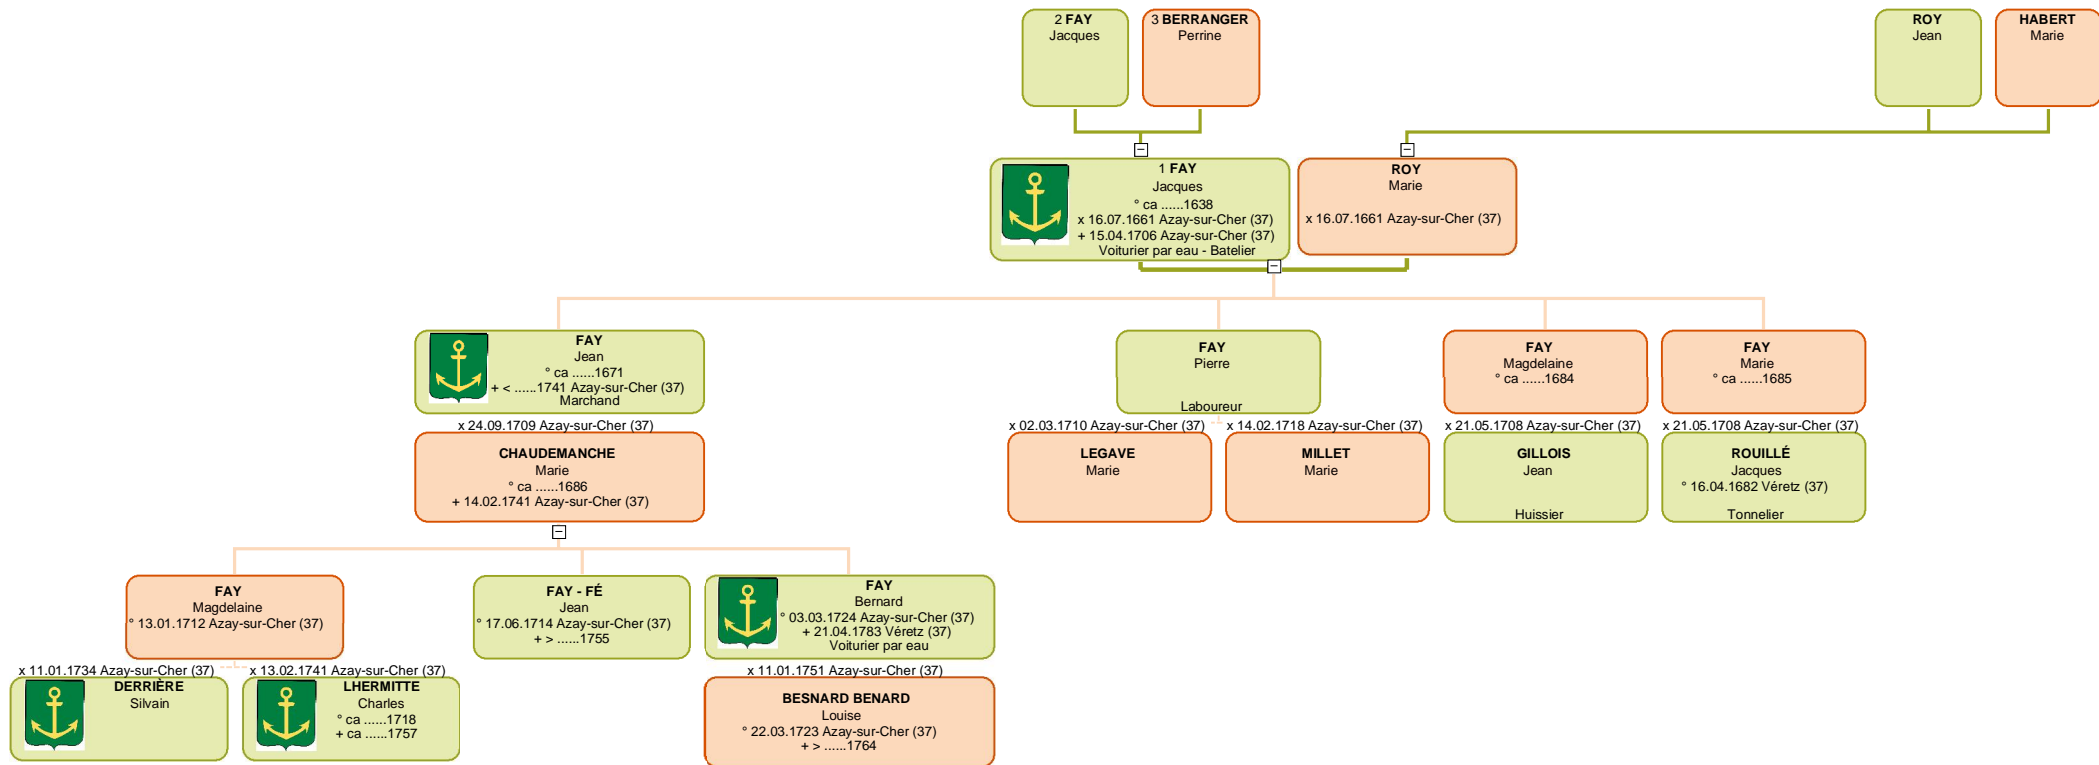 2 FAY
Jacques
3 BERRANGER
Perrine
ROY
Jean
HABERT
Marie
1 FAY
Jacques
° ca ......1638
x 16.07.1661 Azay-sur-Cher (37)
+ 15.04.1706 Azay-sur-Cher (37)
Voiturier par eau - Batelier
ROY
Marie
x 16.07.1661 Azay-sur-Cher (37)
FAY
Jean
° ca ......1671
+ < ......1741 Azay-sur-Cher (37)
Marchand
x 24.09.1709 Azay-sur-Cher (37)
CHAUDEMANCHE
Marie
° ca ......1686
+ 14.02.1741 Azay-sur-Cher (37)
FAY
Pierre
Laboureur
x 02.03.1710 Azay-sur-Cher (37)
LEGAVE
Marie
x 14.02.1718 Azay-sur-Cher (37)
MILLET
Marie
FAY
Magdelaine
° ca ......1684
x 21.05.1708 Azay-sur-Cher (37)
GILLOIS
Jean
Huissier
FAY
Marie
° ca ......1685
x 21.05.1708 Azay-sur-Cher (37)
ROUILLÉ
Jacques
° 16.04.1682 Véretz (37)
Tonnelier
FAY
Magdelaine
° 13.01.1712 Azay-sur-Cher (37)
x 11.01.1734 Azay-sur-Cher (37)
DERRIÈRE
Silvain
x 13.02.1741 Azay-sur-Cher (37)
LHERMITTE
Charles
° ca ......1718
+ ca ......1757
FAY - FÉ
Jean
° 17.06.1714 Azay-sur-Cher (37)
+ > ......1755
FAY
Bernard
° 03.03.1724 Azay-sur-Cher (37)
+ 21.04.1783 Véretz (37)
Voiturier par eau
x 11.01.1751 Azay-sur-Cher (37)
BESNARD BENARD
Louise
° 22.03.1723 Azay-sur-Cher (37)
+ > ......1764